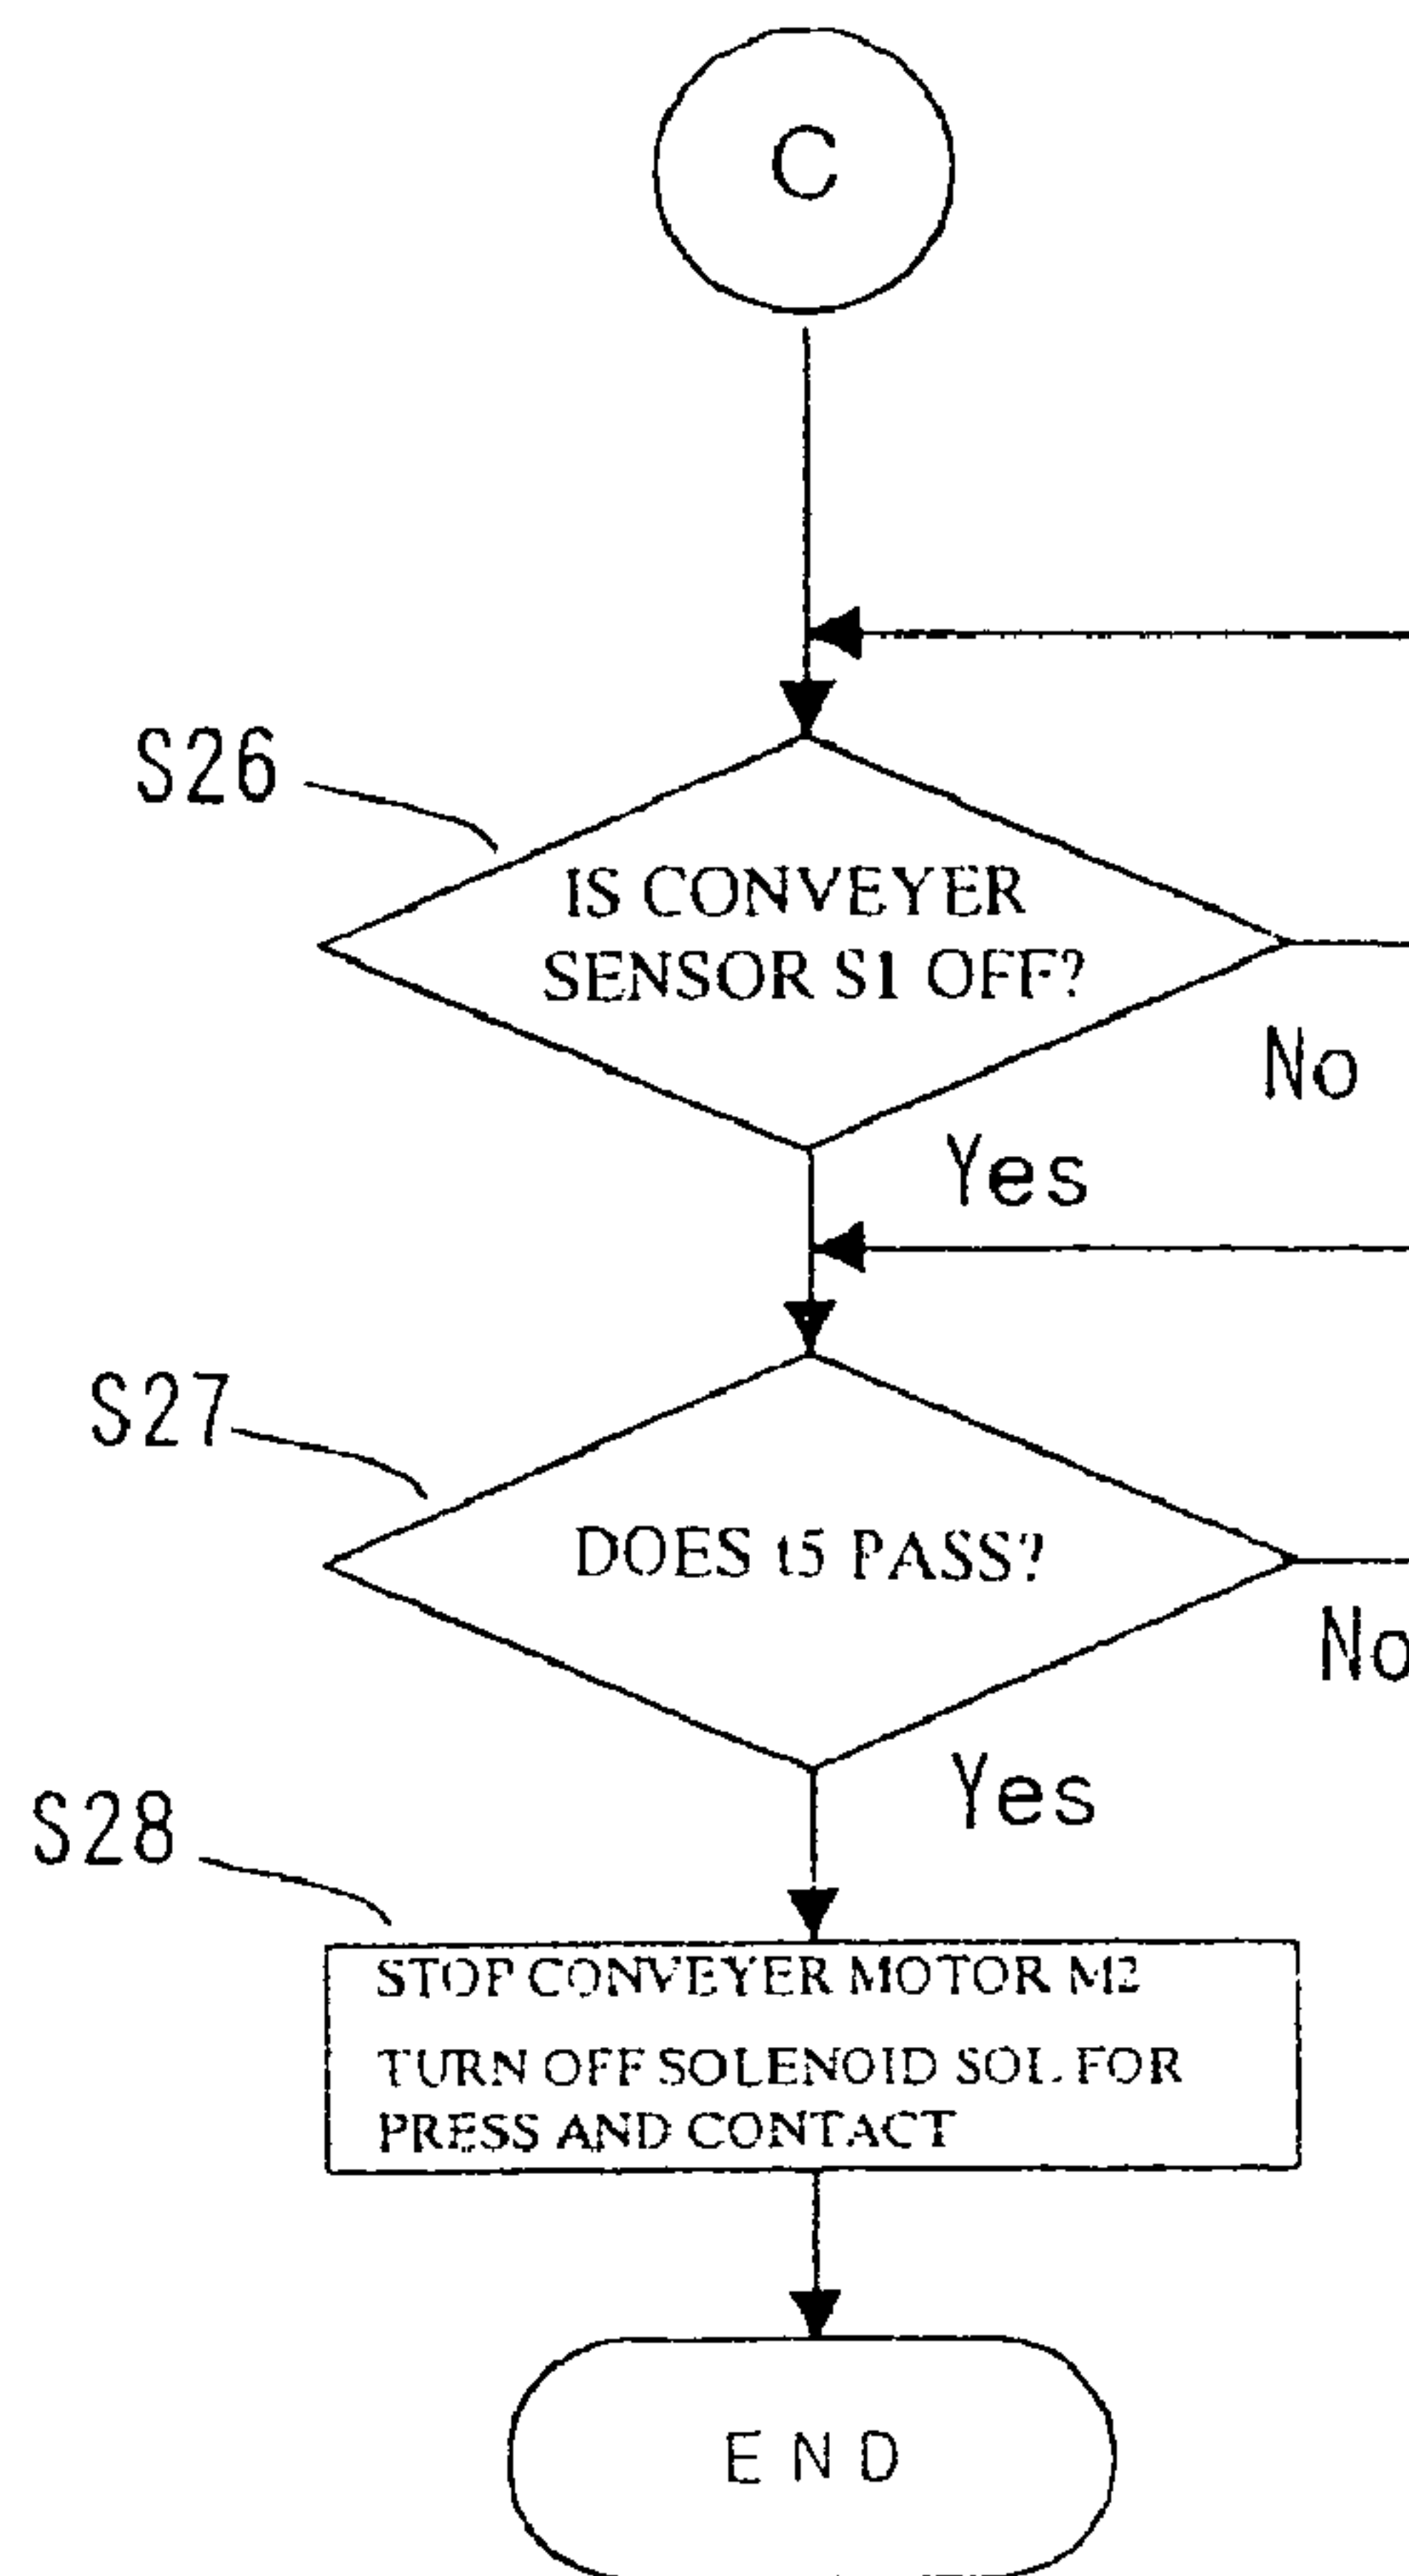 C
S26
IS CONVEYER
SENSOR S1 OFF?
No
Yes
S27
DOES t5 PASS?
No
Yes
S28
STOP CONVEYER MOTOR M2
TURN OFF SOLENOID SOL FOR
PRESS AND CONTACT
END